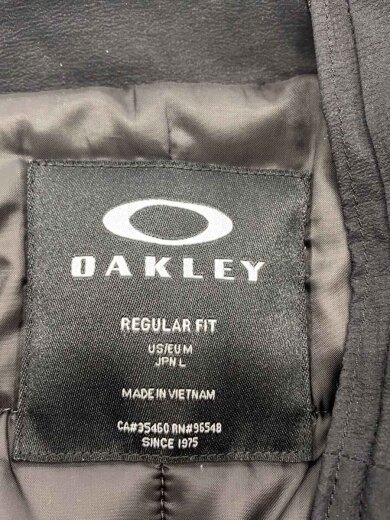 OAKLEY
REGULAR FIT
US/EU M
JPN L
MADE IN VIETNAM
CA#35460 RN#96548
SINCE 1975